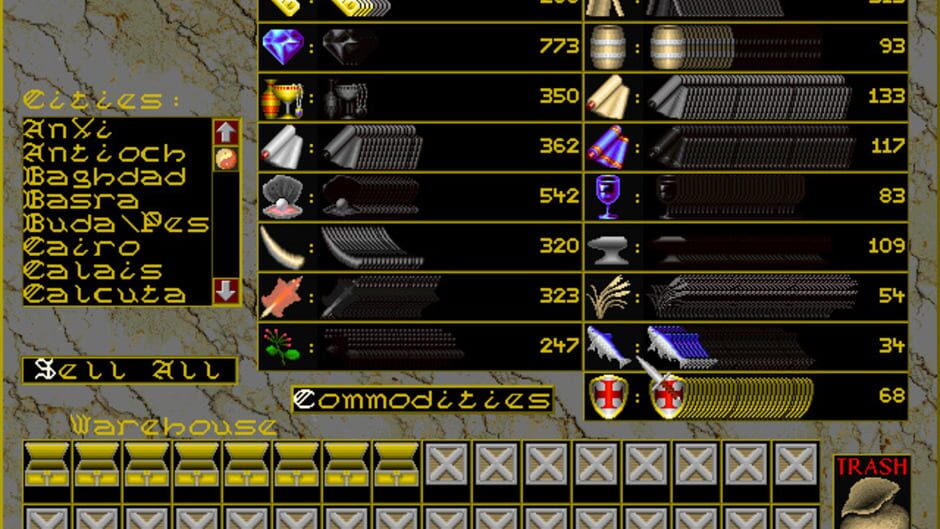 : 773
: 93
Cities:
: 350
: 133
AnXi
Antioch
: 362
: 117
Baghdad
Basra
: 542
: 83
Buda\Pes
Cairo
: 320
: 109
Calais
Calcuta
: 323
: 54
: 247
: 34
Sell All
Commodities
: 68
Warehouse
TRASH